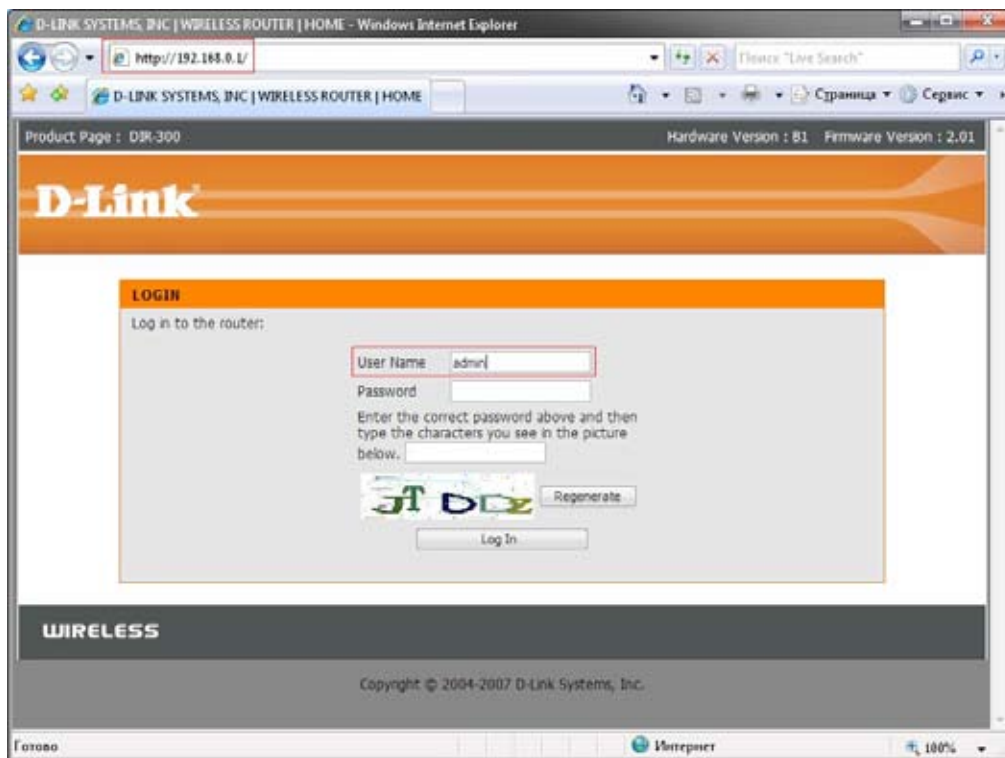 D-LINK SYSTEMS, INC | WIRELESS ROUTER | HOME - Windows Internet Explorer
http://192.168.0.1/
Поиск "Live Search"
D-LINK SYSTEMS, INC | WIRELESS ROUTER | HOME
Страница
Сервис
Product Page : DIR-300
Hardware Version : B1 Firmware Version : 2.01
D-Link
LOGIN
Log in to the router:
User Name admin
Password
Enter the correct password above and then
type the characters you see in the picture
below.
Regenerate
Log In
WIRELESS
Copyright © 2004-2007 D-Link Systems, Inc.
Готово
Интернет
100%